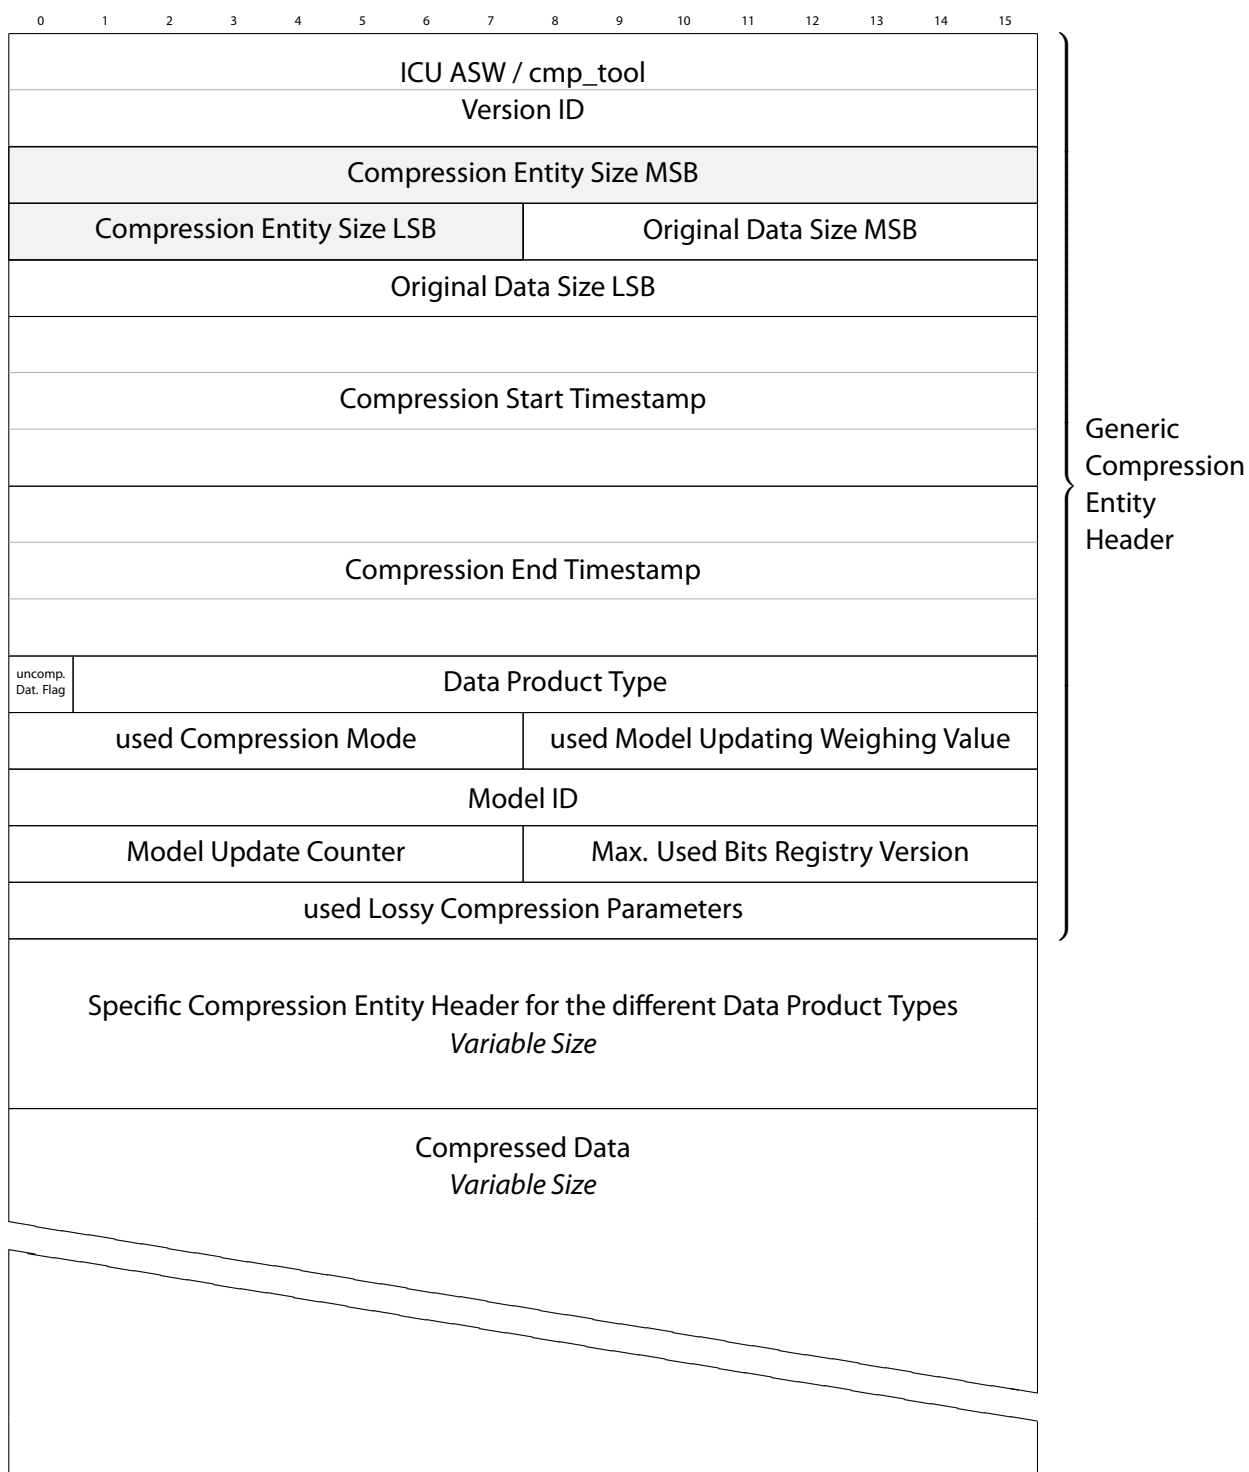 0 1 2 3 4 5 6 7 8 9 10 11 12 13 14 15
ICU ASW / cmp_tool
Version ID
Compression Entity Size MSB
Compression Entity Size LSB
Original Data Size MSB
Original Data Size LSB
Compression Start Timestamp
Generic
Compression
Entity
Header
Compression End Timestamp
uncomp.
Dat. Flag
Data Product Type
used Compression Mode
used Model Updating Weighing Value
Model ID
Model Update Counter
Max. Used Bits Registry Version
used Lossy Compression Parameters
Specific Compression Entity Header for the different Data Product Types
Variable Size
Compressed Data
Variable Size